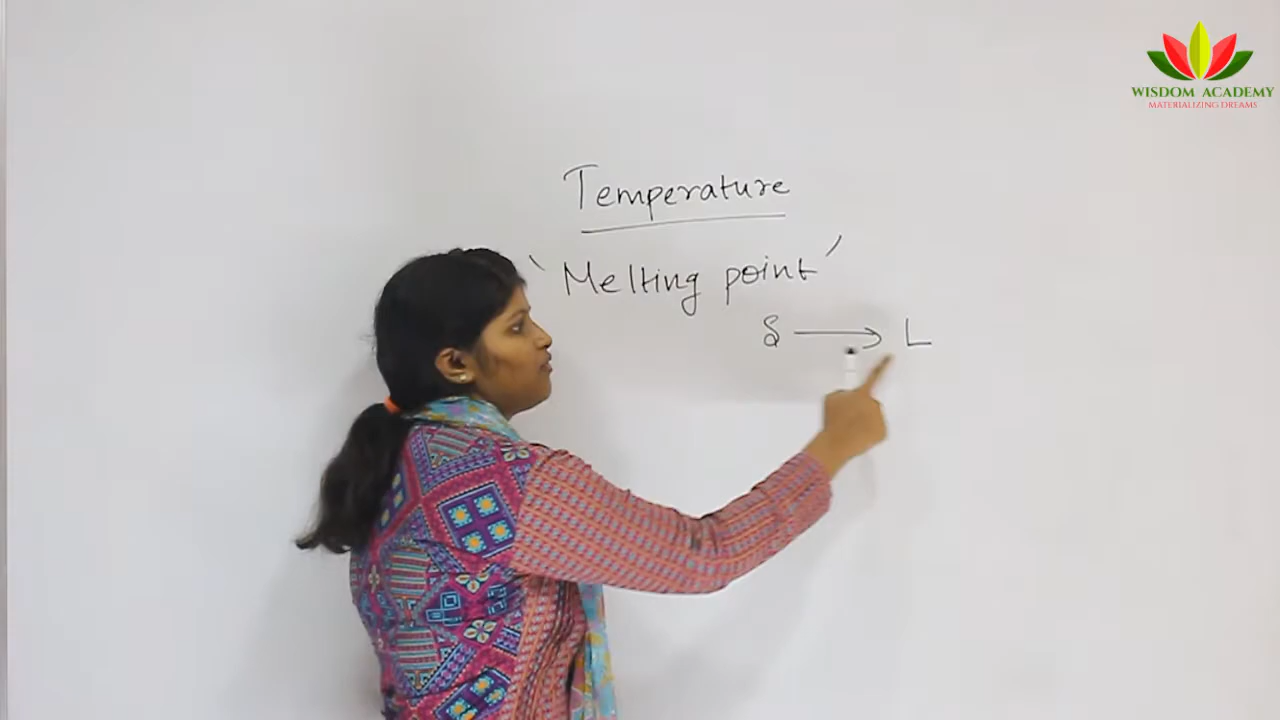 WISDOM ACADEMY
MATERIALIZING DREAMS
Temperature
'Melting point'
S → L